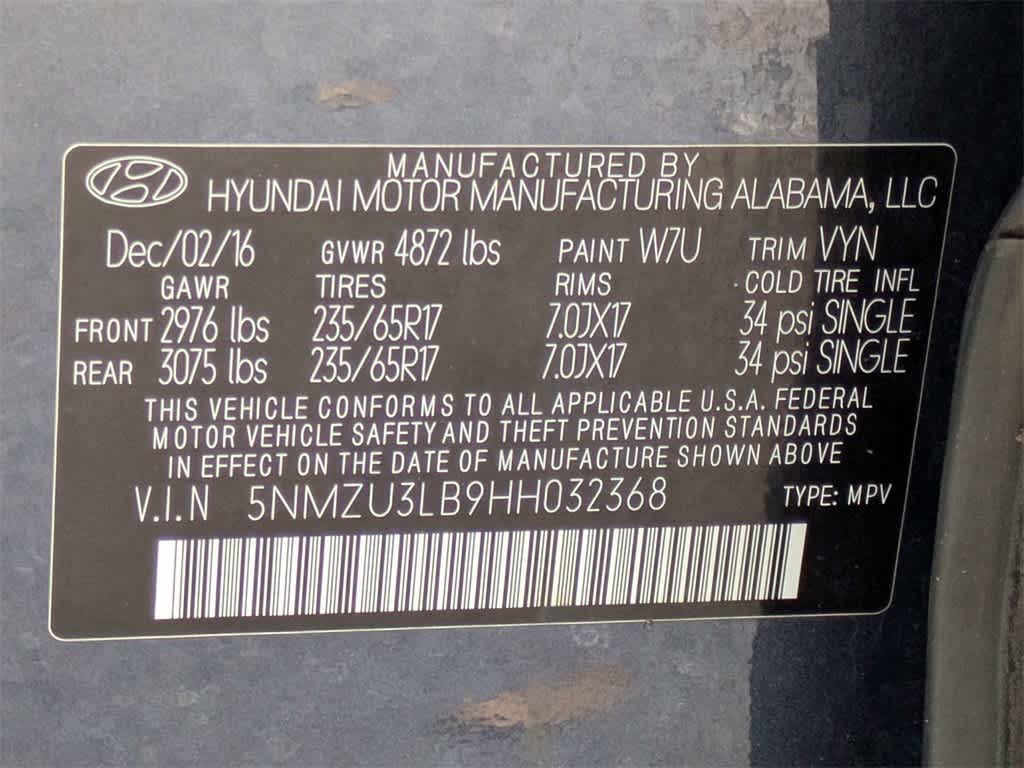 MANUFACTURED BY
HYUNDAI MOTOR MANUFACTURING ALABAMA, LLC
Dec/02/16 GVWR 4872 lbs PAINT W7U TRIM VYN
GAWR TIRES RIMS COLD TIRE INFL
FRONT 2976 lbs 235/65R17 7.0JX17 34 psi SINGLE
REAR 3075 lbs 235/65R17 7.0JX17 34 psi SINGLE
THIS VEHICLE CONFORMS TO ALL APPLICABLE U.S.A. FEDERAL
MOTOR VEHICLE SAFETY AND THEFT PREVENTION STANDARDS
IN EFFECT ON THE DATE OF MANUFACTURE SHOWN ABOVE
V.I.N 5NMZU3LB9HH032368 TYPE: MPV